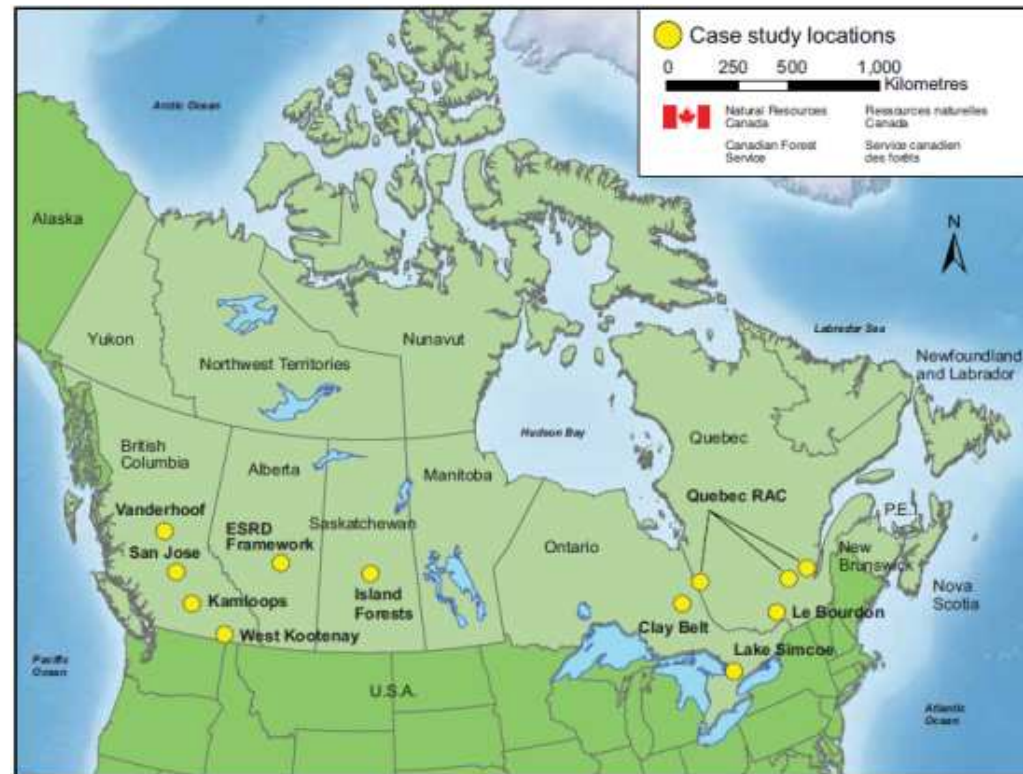 Case study locations
0 250 500 1,000
Kilometres
Natural Resources
Canada
Ressources naturelles
Canada
Canadian Forest
Service
Service canadien
des forêts
Arctic Ocean
Alaska
N
Yukon
Nunavut
Labrador Sea
Northwest Territories
Newfoundland
and Labrador
Hudson Bay
Quebec
British
Columbia
Alberta
Manitoba
Vanderhoof
Quebec RAC
P.E.I.
Saskatchewan
ESRD
Framework
San Jose
Ontario
New
Brunswick
Island
Forests
Nova
Scotia
Kamloops
Le Bourdon
Clay Belt
West Kootenay
Lake Simcoe
Pacific
Ocean
U.S.A.
Atlantic
Ocean